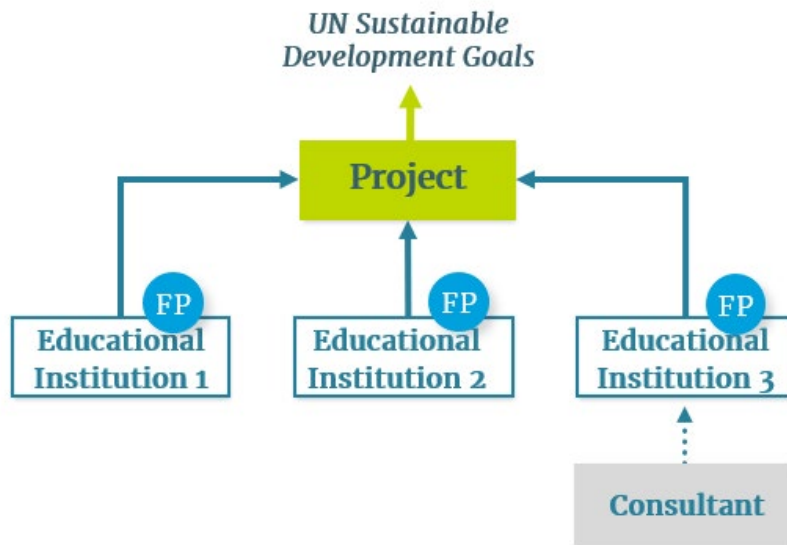 UN Sustainable
Development Goals
Project
FP
FP
FP
Educational
Institution 1
Educational
Institution 2
Educational
Institution 3
Consultant